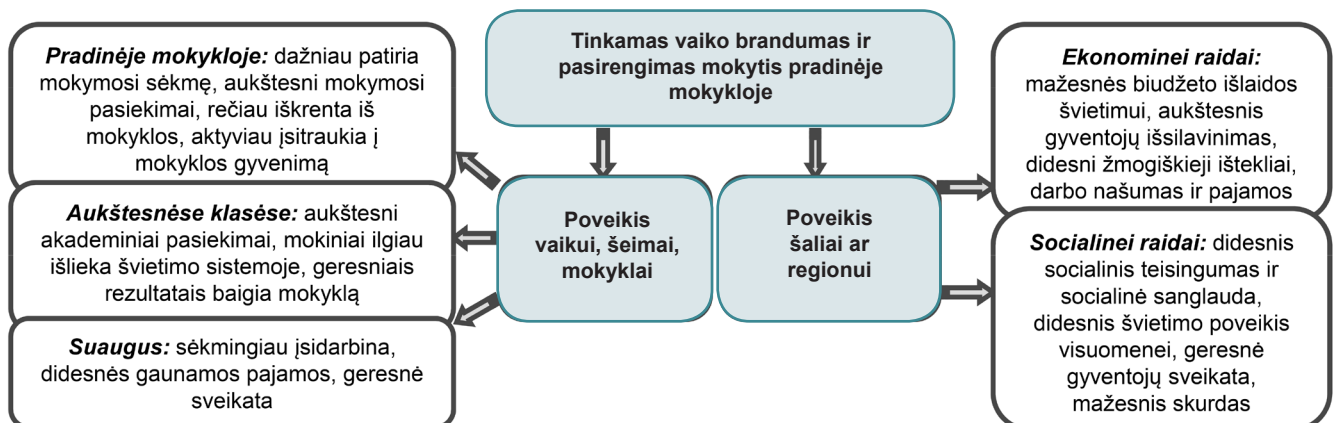 Tinkamas vaiko brandumas ir
pasirengimas mokytis pradinėje
mokykloje
Pradinėje mokykloje: dažniau patiria
mokymosi sėkmę, aukštesni mokymosi
pasiekimai, rečiau iškrenta iš
mokyklos, aktyviau įsitraukia į
mokyklos gyvenimą
Aukštesnėse klasėse: aukštesni
akademiniai pasiekimai, mokiniai ilgiau
išlieka švietimo sistemoje, geresniais
rezultatais baigia mokyklą
Suaugus: sėkmingiau įsidarbina,
didesnės gaunamos pajamos, geresnė
sveikata
Poveikis
vaikui, šeimai,
mokyklai
Poveikis
šaliai ar
regionui
Ekonominei raidai:
mažesnės biudžeto išlaidos
švietimui, aukštesnis
gyventojų išsilavinimas,
didesni žmogiškieji ištekliai,
darbo našumas ir pajamos
Socialinei raidai: didesnis
socialinis teisingumas ir
socialinė sanglauda,
didesnis švietimo poveikis
visuomenei, geresnė
gyventojų sveikata,
mažesnis skurdas